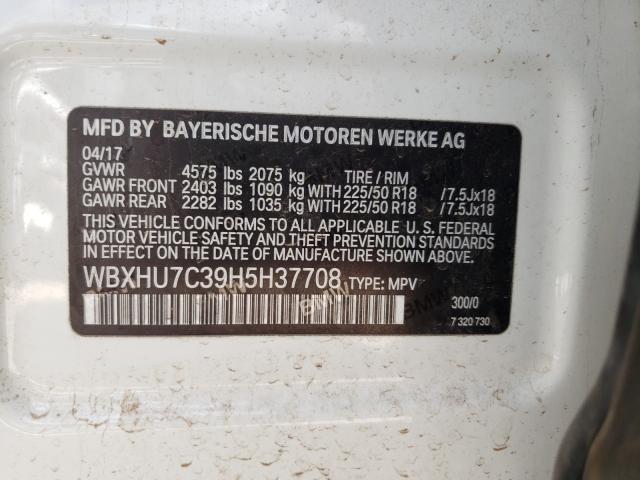 MFD BY BAYERISCHE MOTOREN WERKE AG
04/17
GVWR 4575 lbs 2075 kg TIRE / RIM
GAWR FRONT 2403 lbs 1090 kg WITH 225/50 R18 /7.5Jx18
GAWR REAR 2282 lbs 1035 kg WITH 225/50 R18 /7.5Jx18
THIS VEHICLE CONFORMS TO ALL APPLICABLE U. S. FEDERAL
MOTOR VEHICLE SAFETY AND THEFT PREVENTION STANDARDS
IN EFFECT ON THE DATE OF MANUFACTURE SHOWN ABOVE.
WBXHU7C39H5H37708 TYPE: MPV
300/0
7 320 730